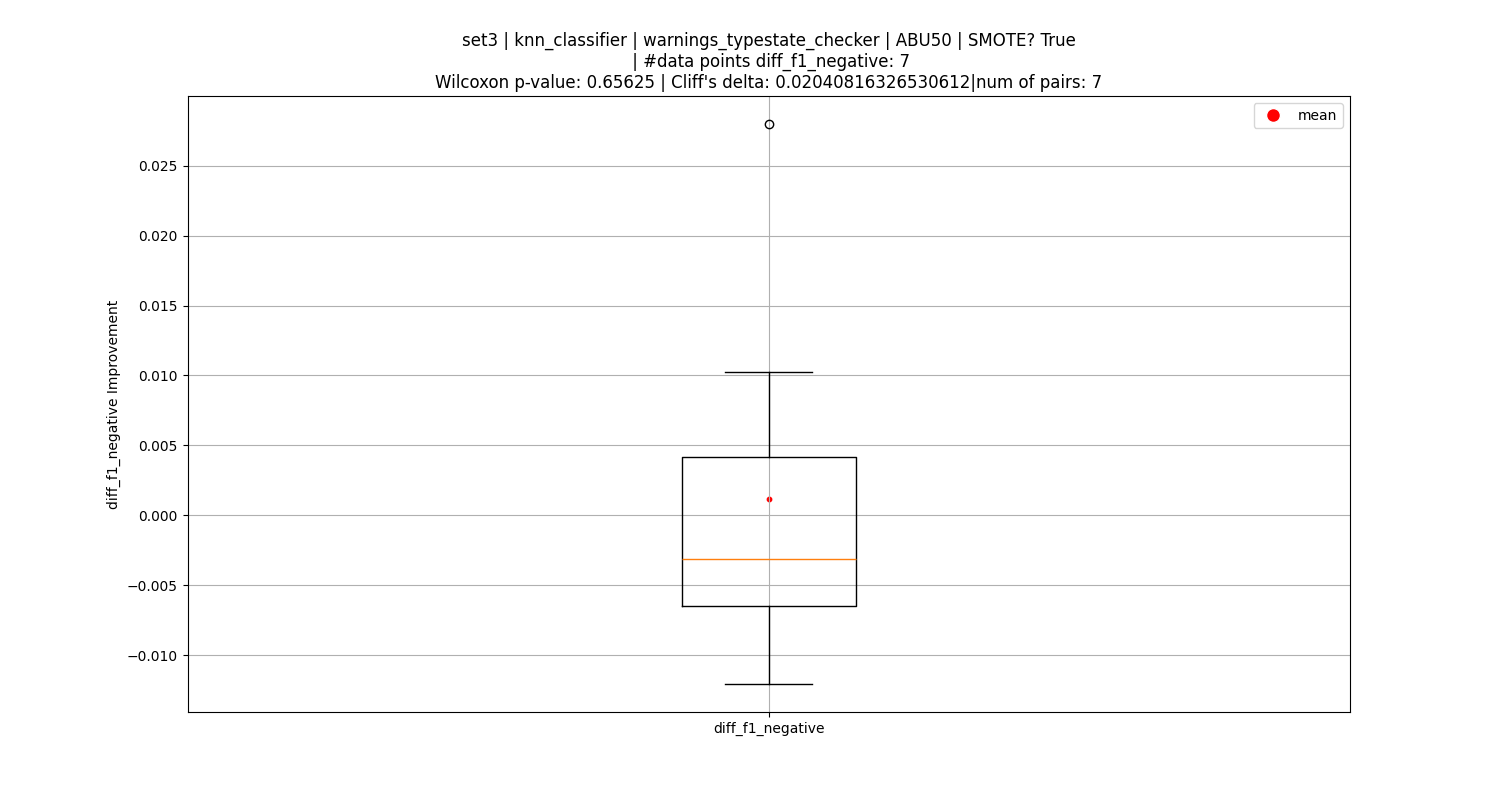 set3 | knn_classifier | warnings_typestate_checker | ABU50 | SMOTE? True
| #data points diff_f1_negative: 7
Wilcoxon p-value: 0.65625 | Cliff's delta: 0.02040816326530612|num of pairs: 7
mean
0.025
0.020
0.015
0.010
0.005
0.000
−0.005
−0.010
diff_f1_negative Improvement
diff_f1_negative